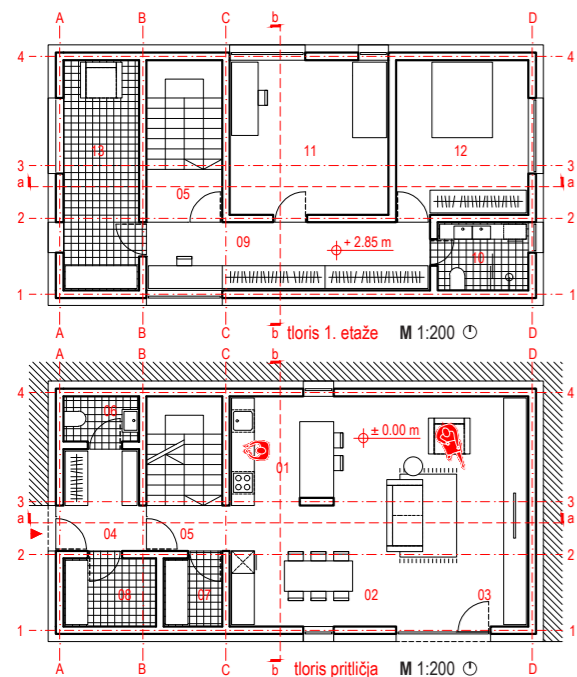 A B C b D
4 4
13 11 12
3 3
a a
05
2 2
09 + 2.85 m 10
1 1
b
tloris 1. etaže M 1:200
A B C b D
4 4
06
± 0.00 m
01
3 3
a a
04 05
2 2
08 07 02 03
1 1
A B C b D
tloris pritličja M 1:200